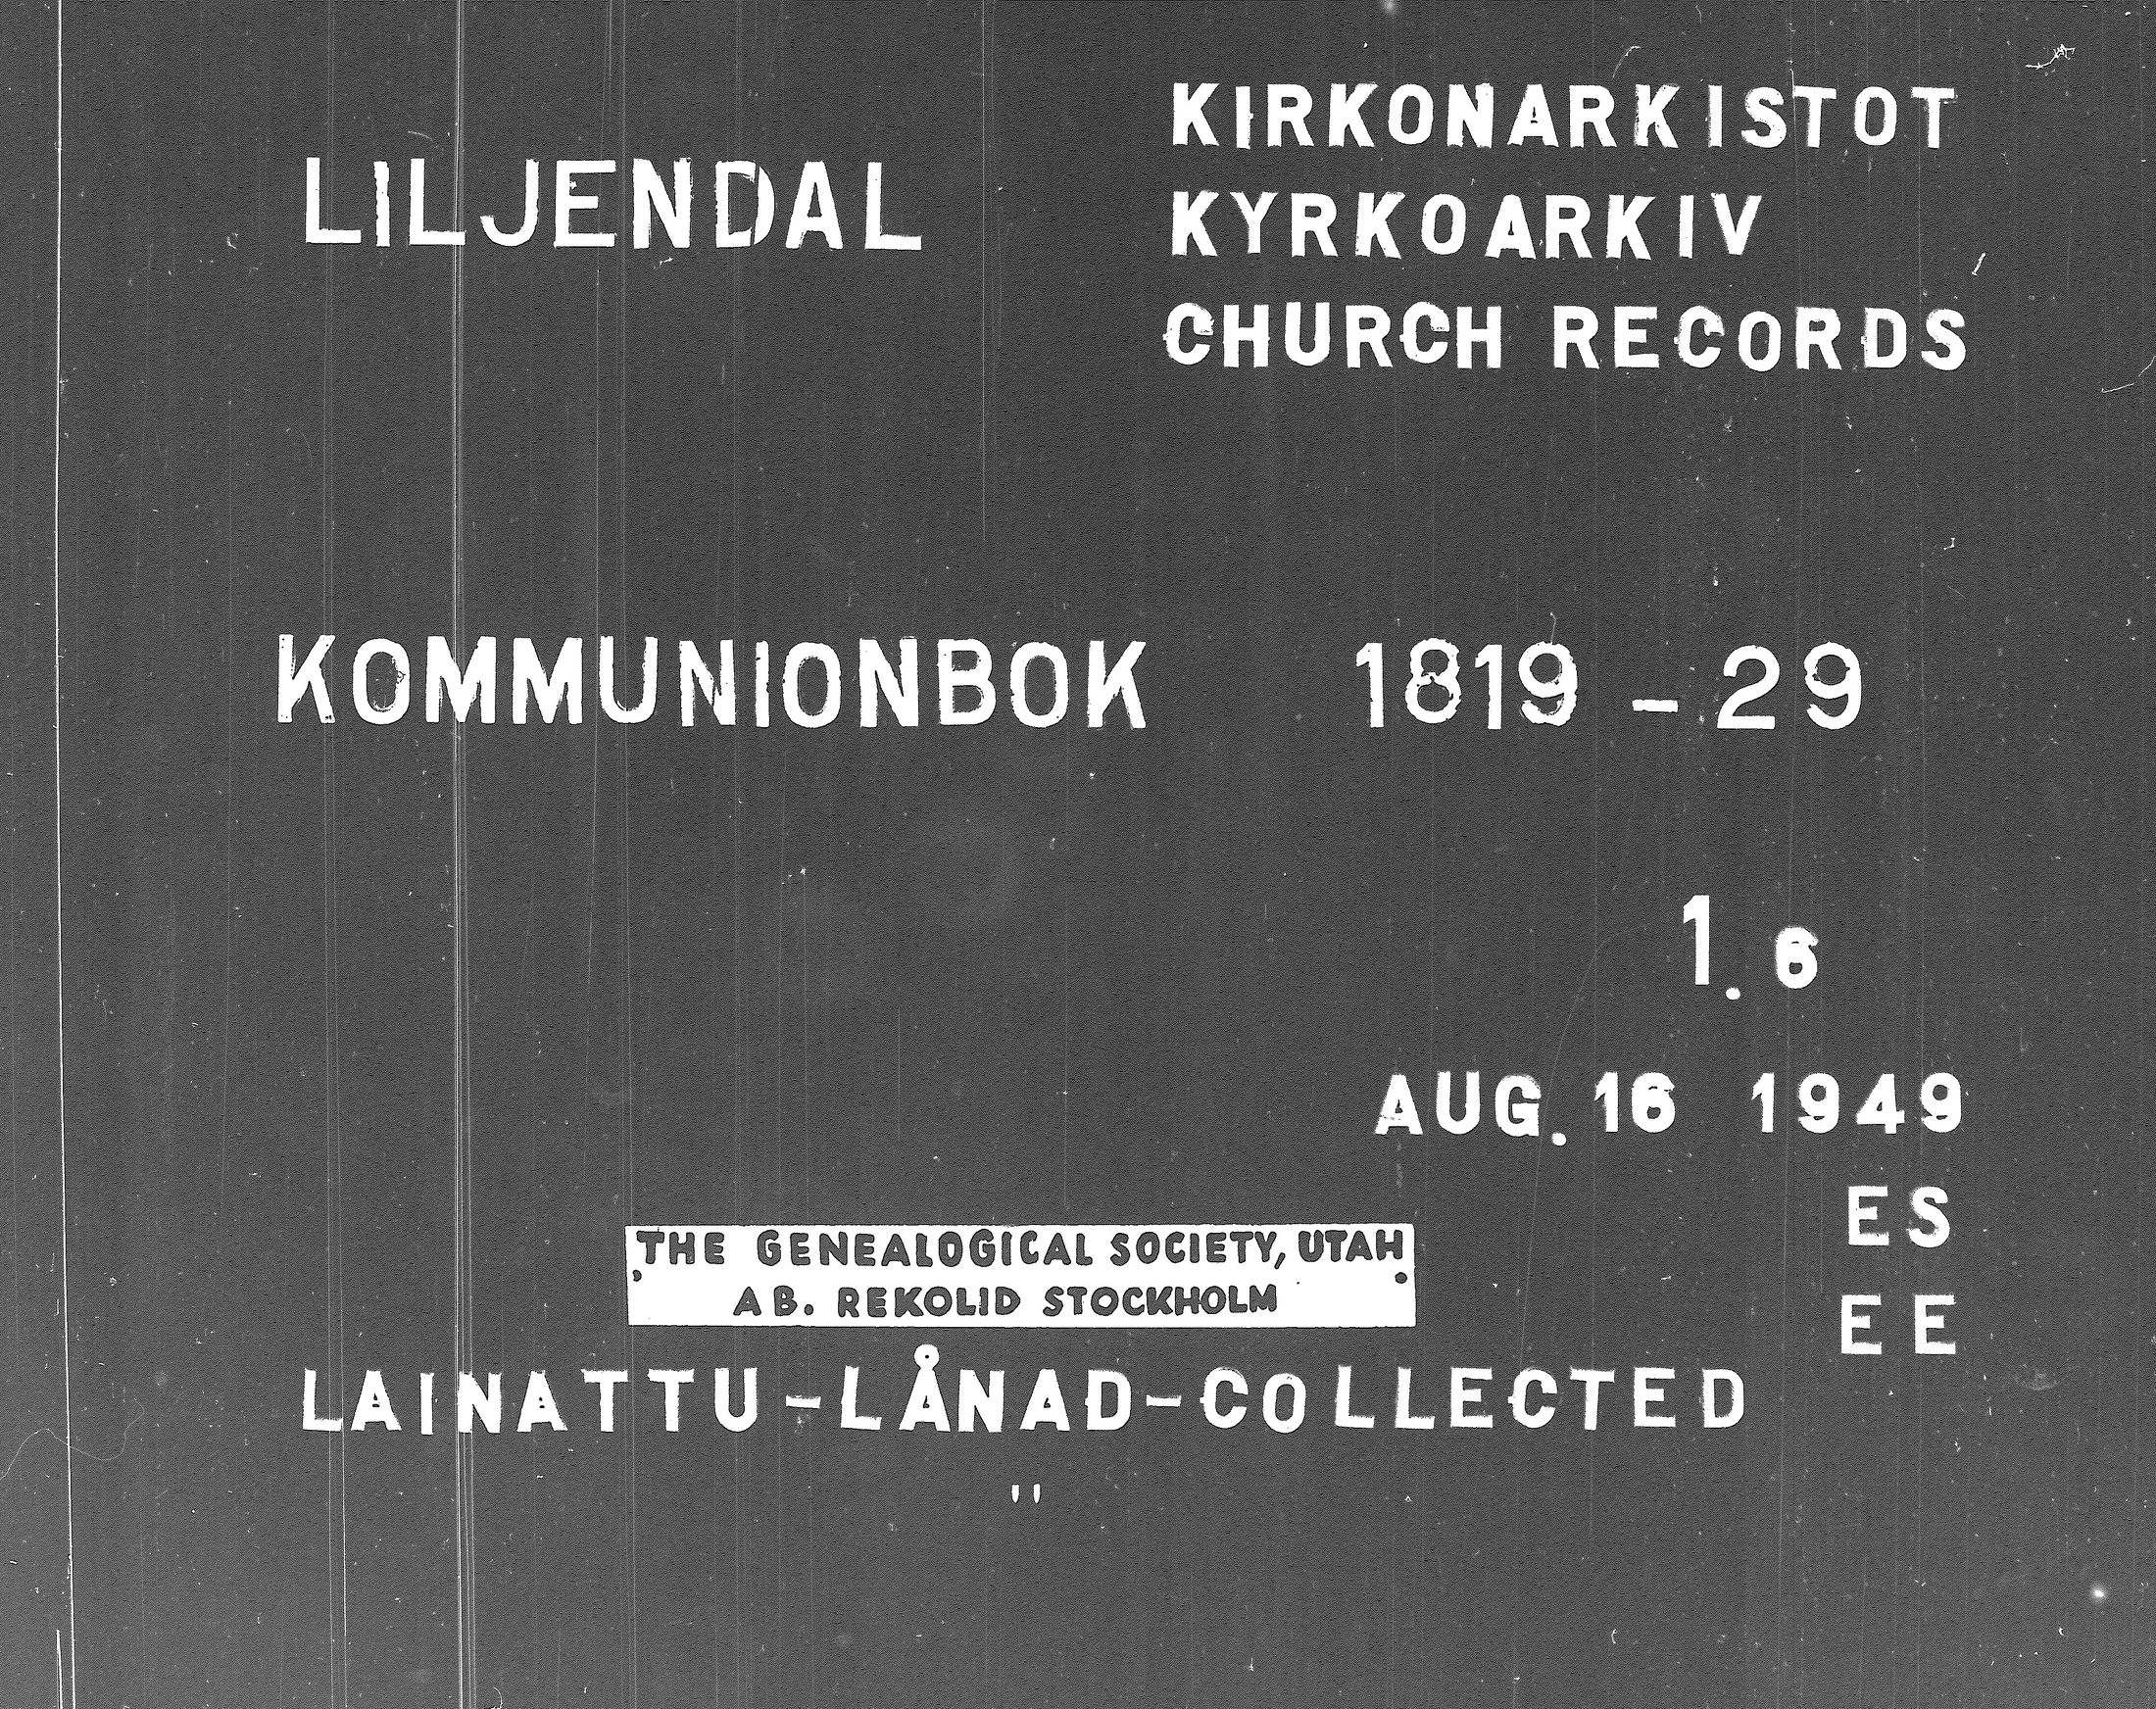 LILJENDAL
KIRKONARKISTOT
KYRKOARKIV
CHURCH RECORDS
KOMMUNIONBOK 1819-29
1.6
AUG. 16 1949
ES
EE
THE GENEALOGICAL SOCIETY, UTAH
AB. REKOLID STOCKHOLM
LAINATTU-LÅNAD-COLLECTED
"